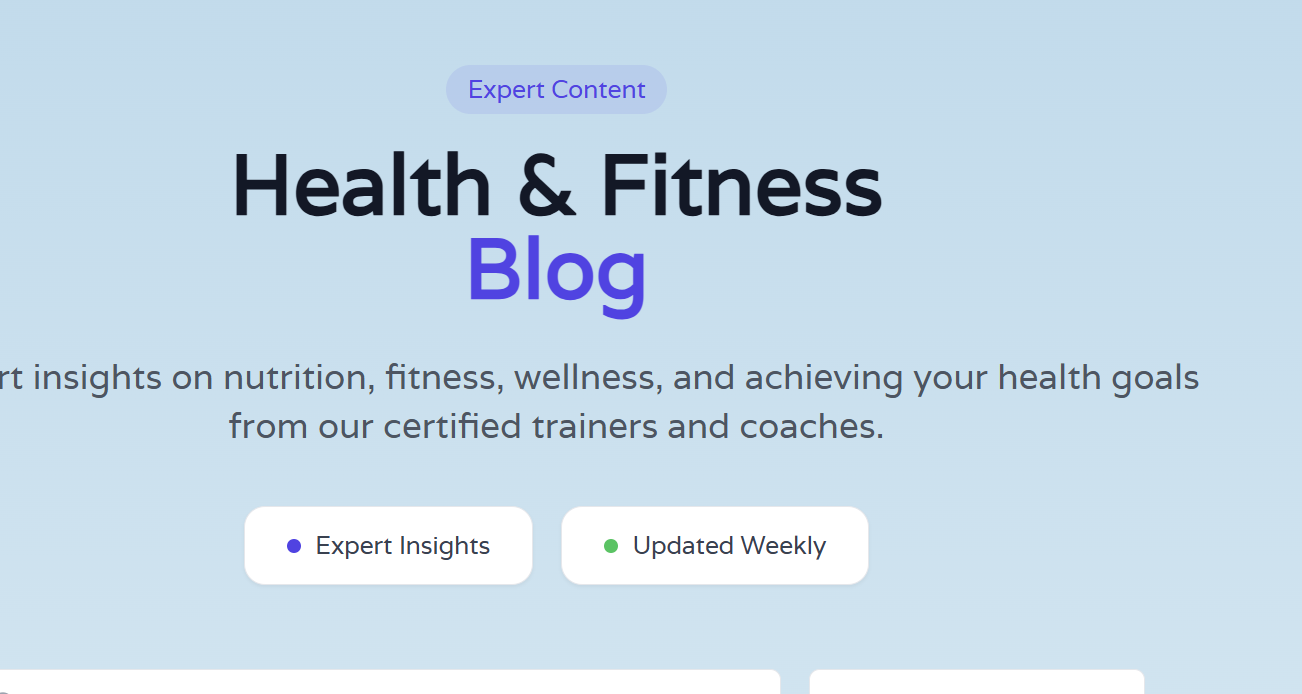 Expert Content
Health & Fitness
Blog
insights on nutrition, fitness, wellness, and achieving your health goals
from our certified trainers and coaches.
Expert Insights
Updated Weekly